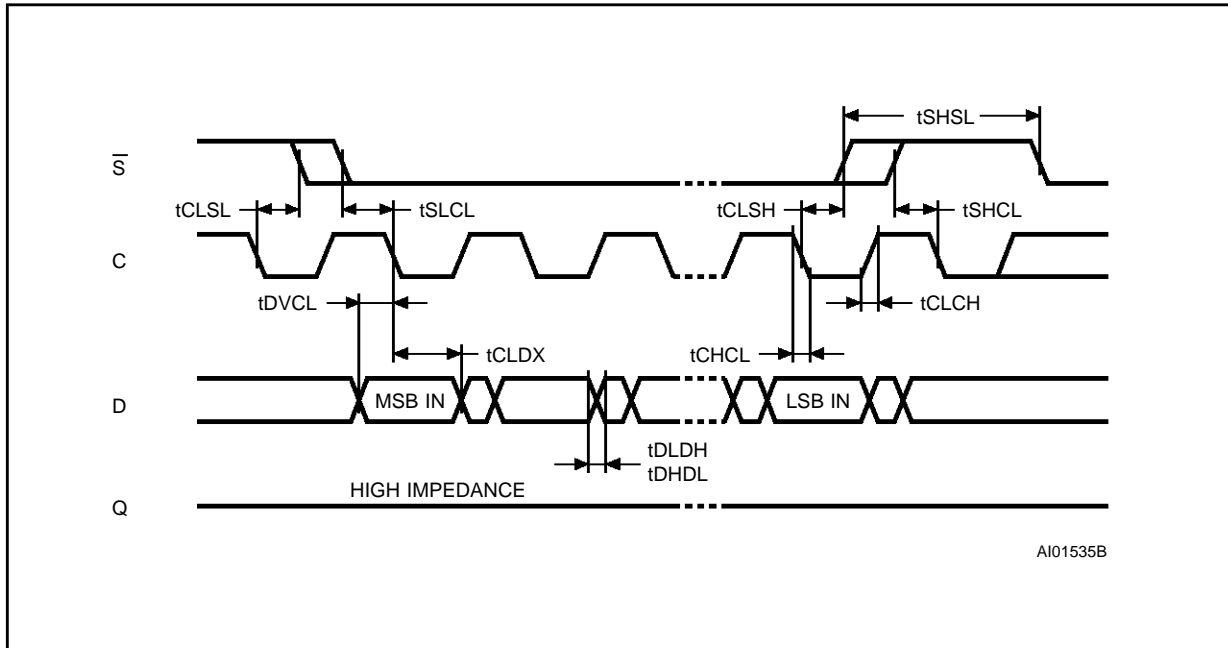 tSHSL
S̅
tCLSL
tSLCL
tCLSH
tSHCL
C
tDVCL
tCLCH
tCLDX
tCHCL
D
MSB IN
LSB IN
tDLDH
tDHDL
HIGH IMPEDANCE
Q
AI01535B